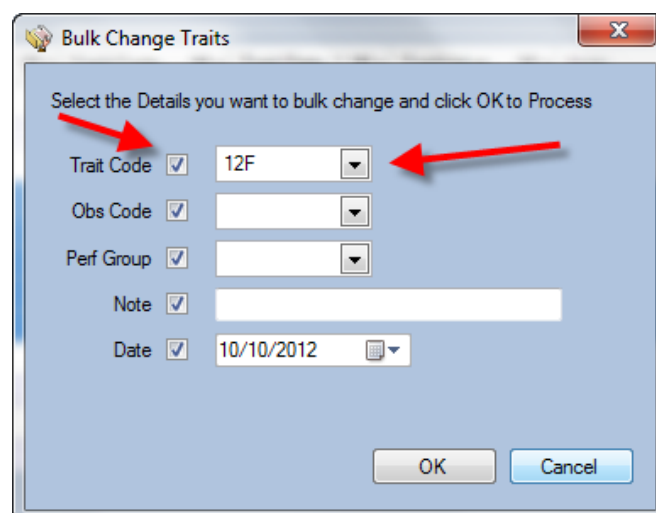 Bulk Change Traits
Select the Details you want to bulk change and click OK to Process
Trait Code 12F
Obs Code
Perf Group
Note
Date 10/10/2012
OK Cancel